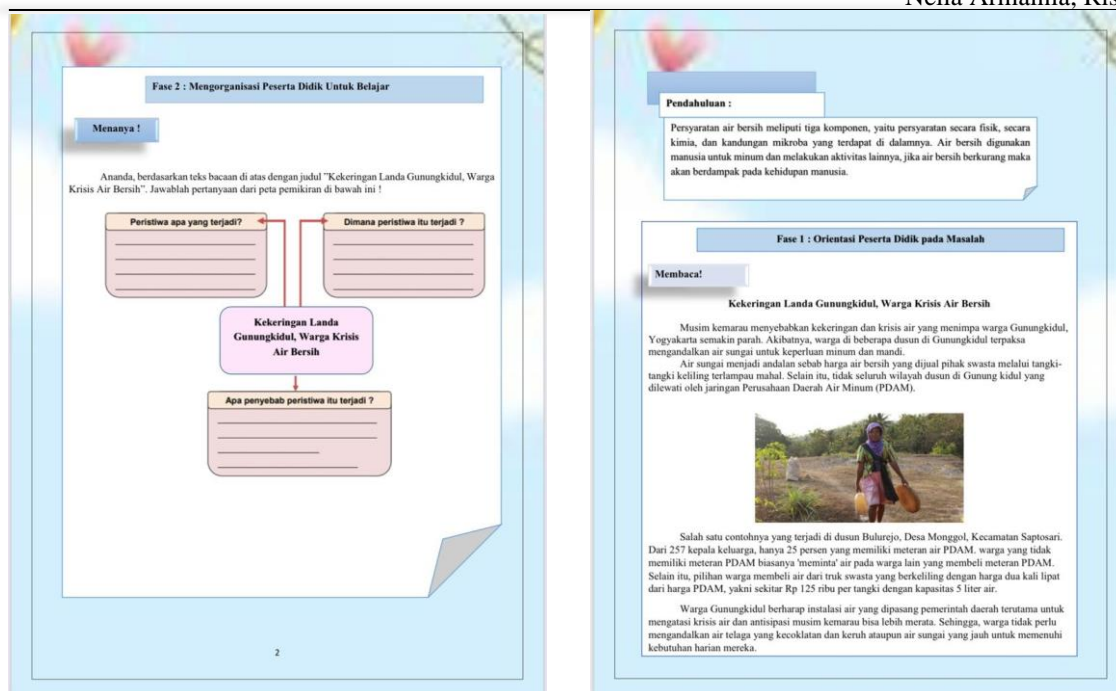 Fase 2 : Mengorganisasi Peserta Didik Untuk Belajar
Menanya !
Ananda, berdasarkan teks bacaan di atas dengan judul "Kekeringan Landa Gunungkidul, Warga
Krisis Air Bersih". Jawablah pertanyaan dari peta pemikiran di bawah ini !
Peristiwa apa yang terjadi?
Dimana peristiwa itu terjadi ?
Kekeringan Landa
Gunungkidul, Warga Krisis
Air Bersih
Apa penyebab peristiwa itu terjadi ?
2
Pendahuluan :
Persyaratan air bersih meliputi tiga komponen, yaitu persyaratan secara fisik, secara
kimia, dan kandungan mikroba yang terdapat di dalamnya. Air bersih digunakan
manusia untuk minum dan melakukan aktivitas lainnya, jika air bersih berkurang maka
akan berdampak pada kehidupan manusia.
Fase 1 : Orientasi Peserta Didik pada Masalah
Membaca!
Kekeringan Landa Gunungkidul, Warga Krisis Air Bersih
Musim kemarau menyebabkan kekeringan dan krisis air yang menimpa warga Gunungkidul,
Yogyakarta semakin parah. Akibatnya, warga di beberapa dusun di Gunungkidul terpaksa
mengandalkan air sungai untuk keperluan minum dan mandi.
Air sungai menjadi andalan sebab harga air bersih yang dijual pihak swasta melalui tangki-
tangki keliling terlampau mahal. Selain itu, tidak seluruh wilayah dusun di Gunung kidul yang
dilewati oleh jaringan Perusahaan Daerah Air Minum (PDAM).
Salah satu contohnya yang terjadi di dusun Bulurejo, Desa Monggol, Kecamatan Saptosari.
Dari 257 kepala keluarga, hanya 25 persen yang memiliki meteran air PDAM. warga yang tidak
memiliki meteran PDAM biasanya 'meminta' air pada warga lain yang membeli meteran PDAM.
Selain itu, pilihan warga membeli air dari truk swasta yang berkeliling dengan harga dua kali lipat
dari harga PDAM, yakni sekitar Rp 125 ribu per tangki dengan kapasitas 5 liter air.
Warga Gunungkidul berharap instalasi air yang dipasang pemerintah daerah terutama untuk
mengatasi krisis air dan antisipasi musim kemarau bisa lebih merata. Sehingga, warga tidak perlu
mengandalkan air telaga yang kecoklatan dan keruh ataupun air sungai yang jauh untuk memenuhi
kebutuhan harian mereka.